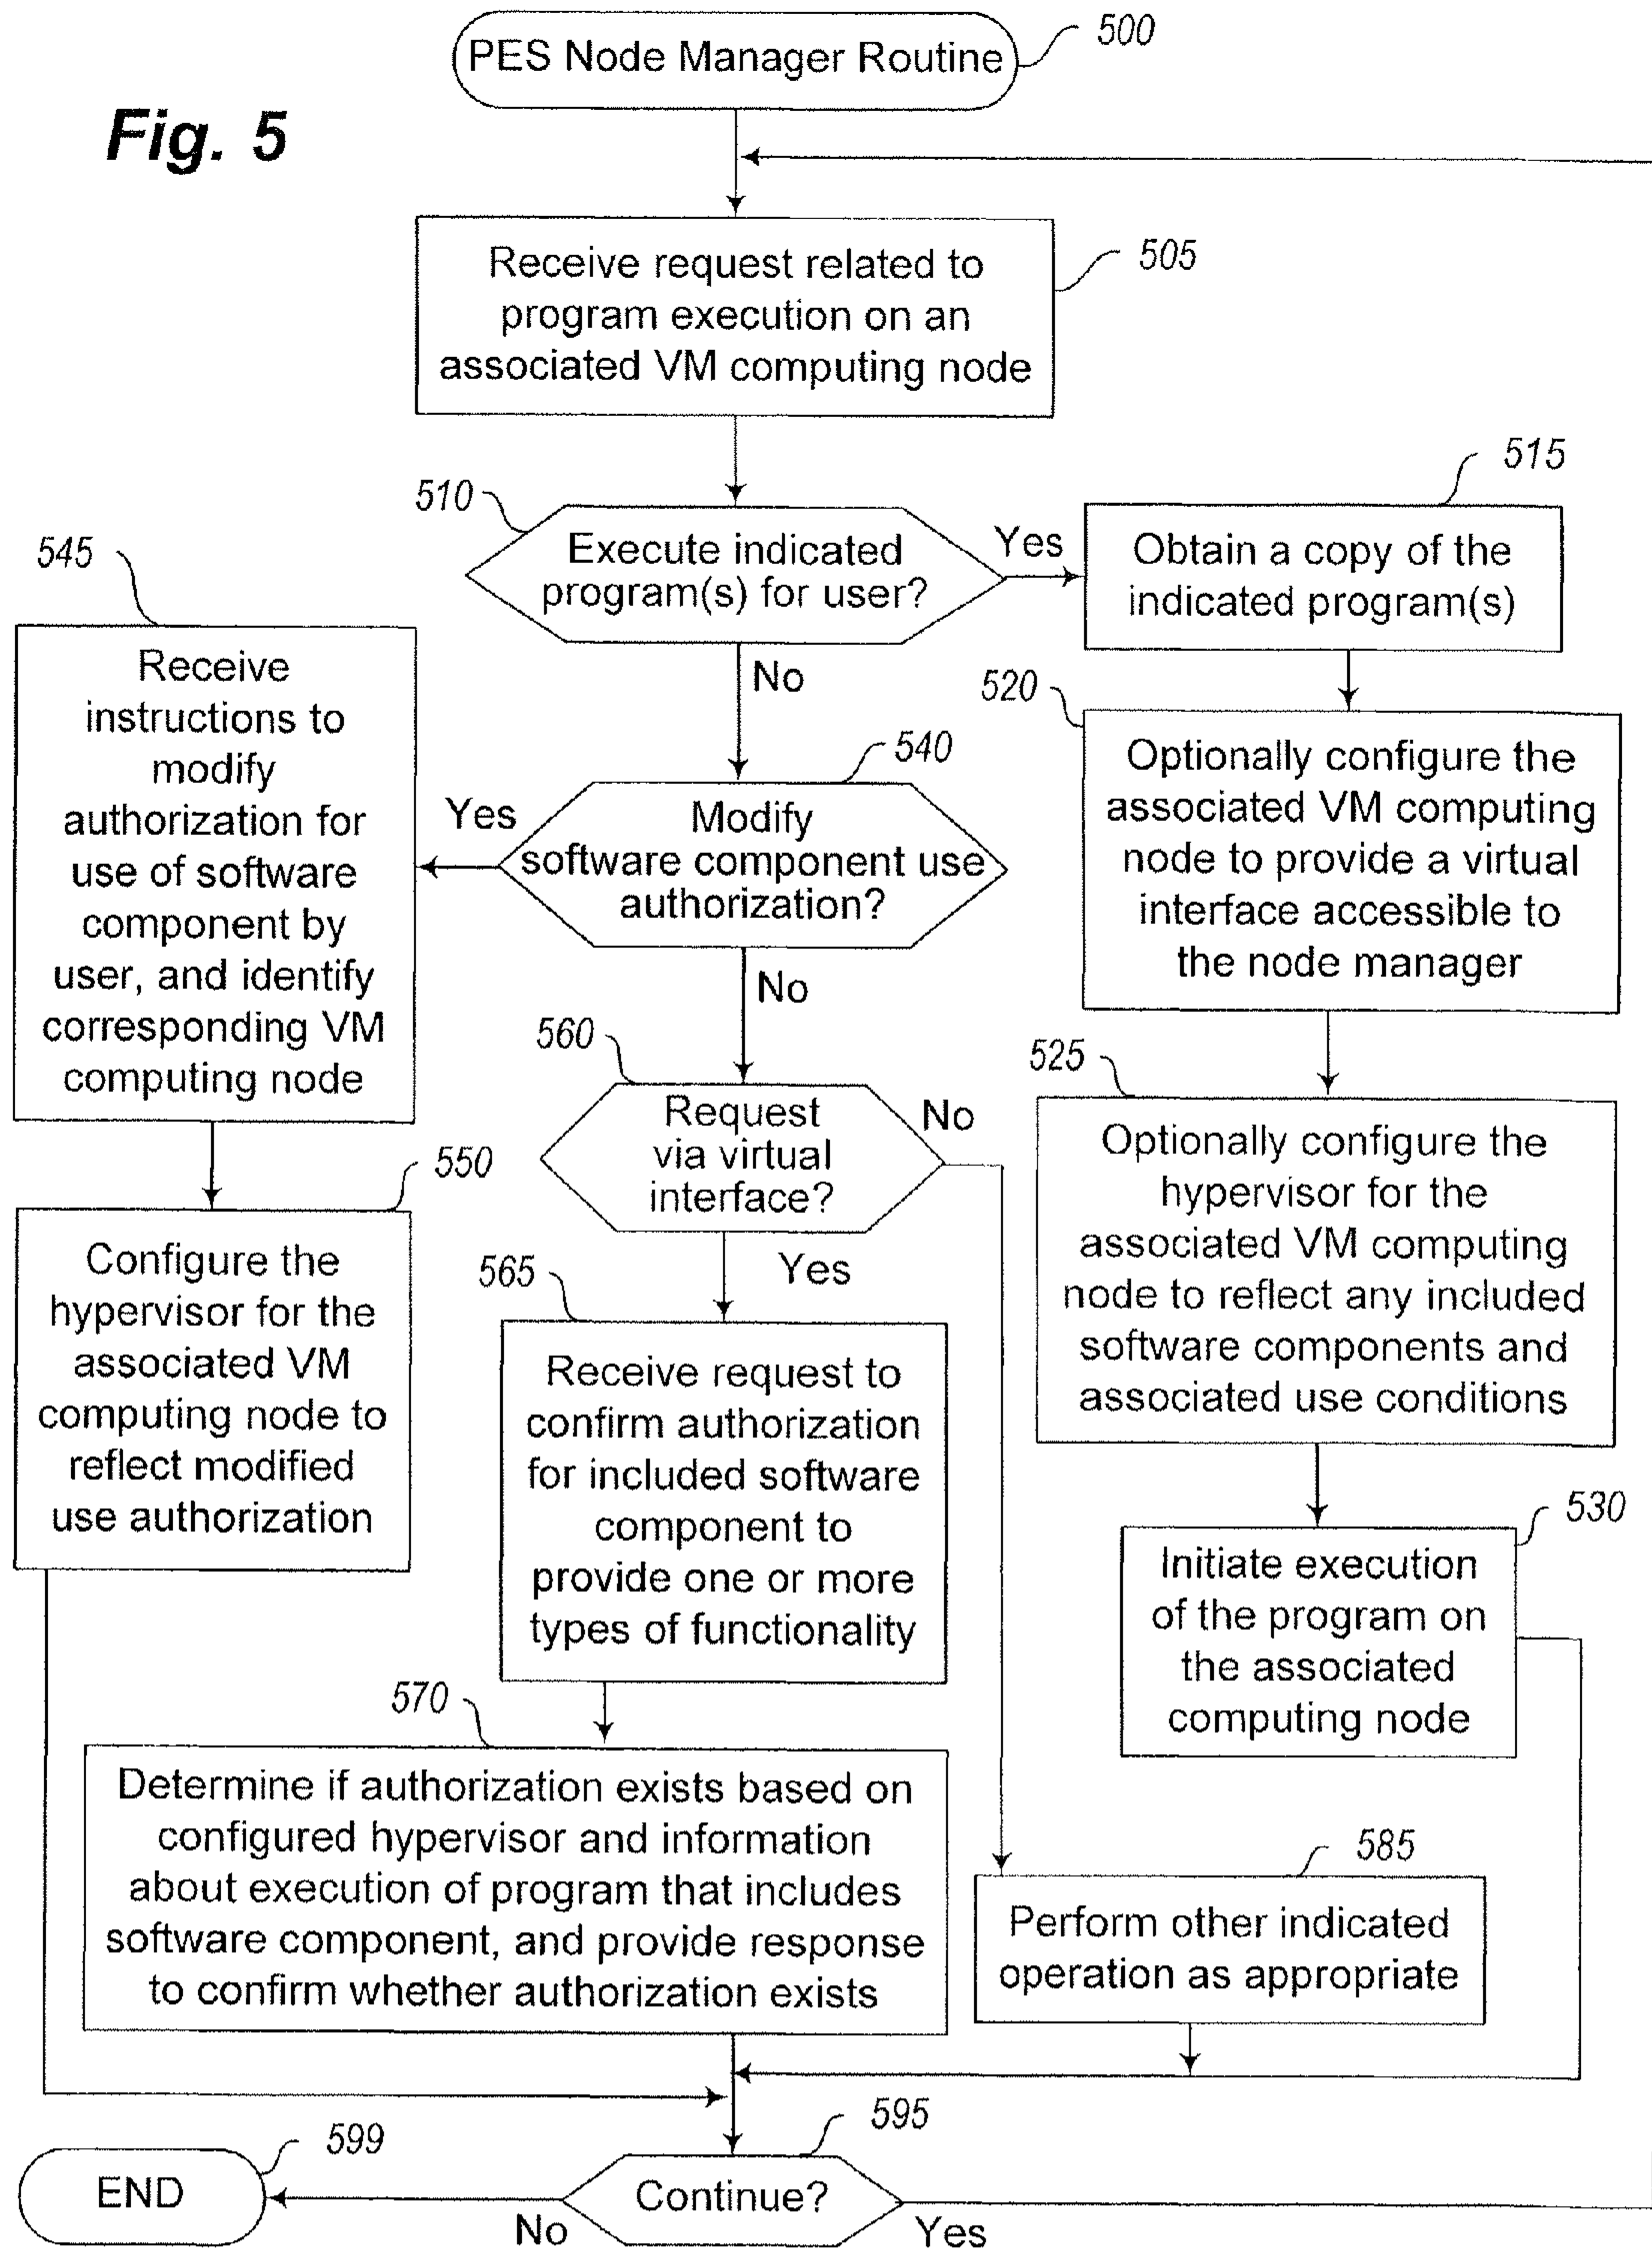 Fig. 5
PES Node Manager Routine
500
Receive request related to
program execution on an
associated VM computing node
505
510
Execute indicated
program(s) for user?
Yes
No
515
Obtain a copy of the
indicated program(s)
520
Optionally configure the
associated VM computing
node to provide a virtual
interface accessible to
the node manager
525
Optionally configure the
hypervisor for the
associated VM computing
node to reflect any included
software components and
associated use conditions
530
Initiate execution
of the program on
the associated
computing node
540
Modify
software component use
authorization?
Yes
No
545
Receive
instructions to
modify
authorization for
use of software
component by
user, and identify
corresponding VM
computing node
550
Configure the
hypervisor for the
associated VM
computing node to
reflect modified
use authorization
560
Request
via virtual
interface?
No
Yes
565
Receive request to
confirm authorization
for included software
component to
provide one or more
types of functionality
570
Determine if authorization exists based on
configured hypervisor and information
about execution of program that includes
software component, and provide response
to confirm whether authorization exists
585
Perform other indicated
operation as appropriate
595
Continue?
No
Yes
599
END